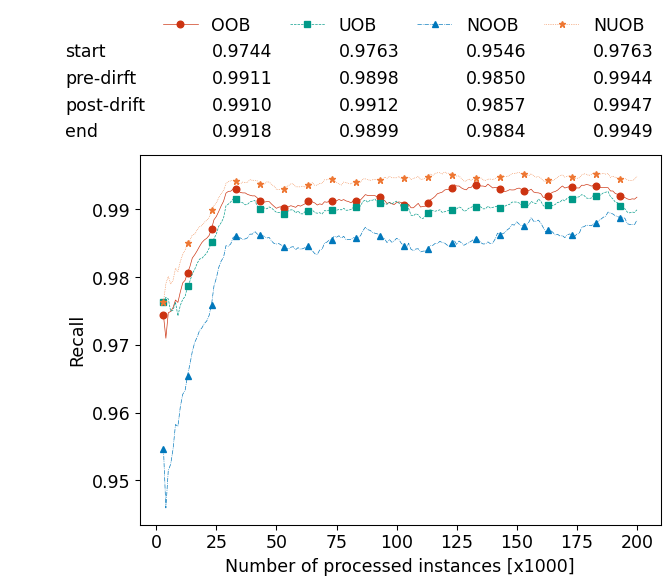 OOB UOB NOOB NUOB
start 0.9744 0.9763 0.9546 0.9763
pre-dirft 0.9911 0.9898 0.9850 0.9944
post-drift 0.9910 0.9912 0.9857 0.9947
end 0.9918 0.9899 0.9884 0.9949
0.99
0.98
0.97
0.96
0.95
Recall
0 25 50 75 100 125 150 175 200
Number of processed instances [x1000]